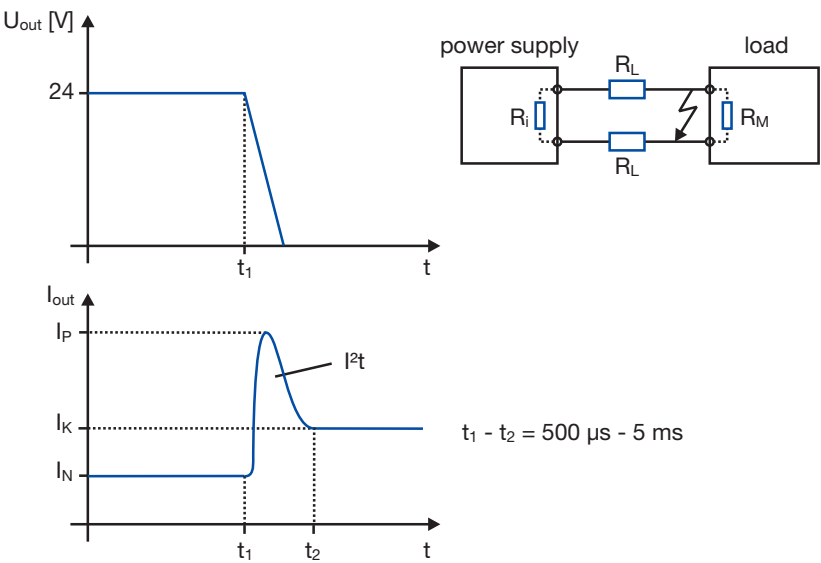 Uout [V]
24
t1
t
power supply
load
RL
Ri
RM
RL
Iout
IP
I²t
IK
t1 - t2 = 500 µs - 5 ms
IN
t1
t2
t